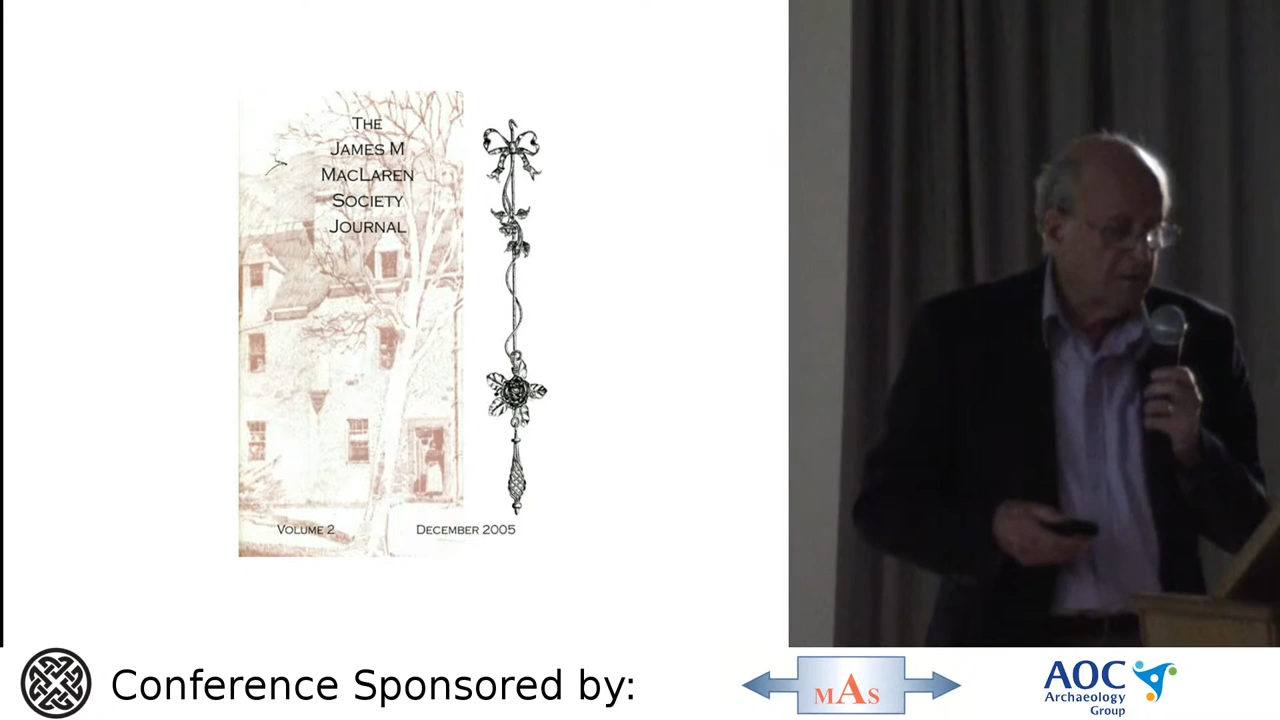 The
James M
MacLaren
Society
Journal
Volume 2
December 2005
Conference Sponsored by:
MAS
AOC
Archaeology
Group